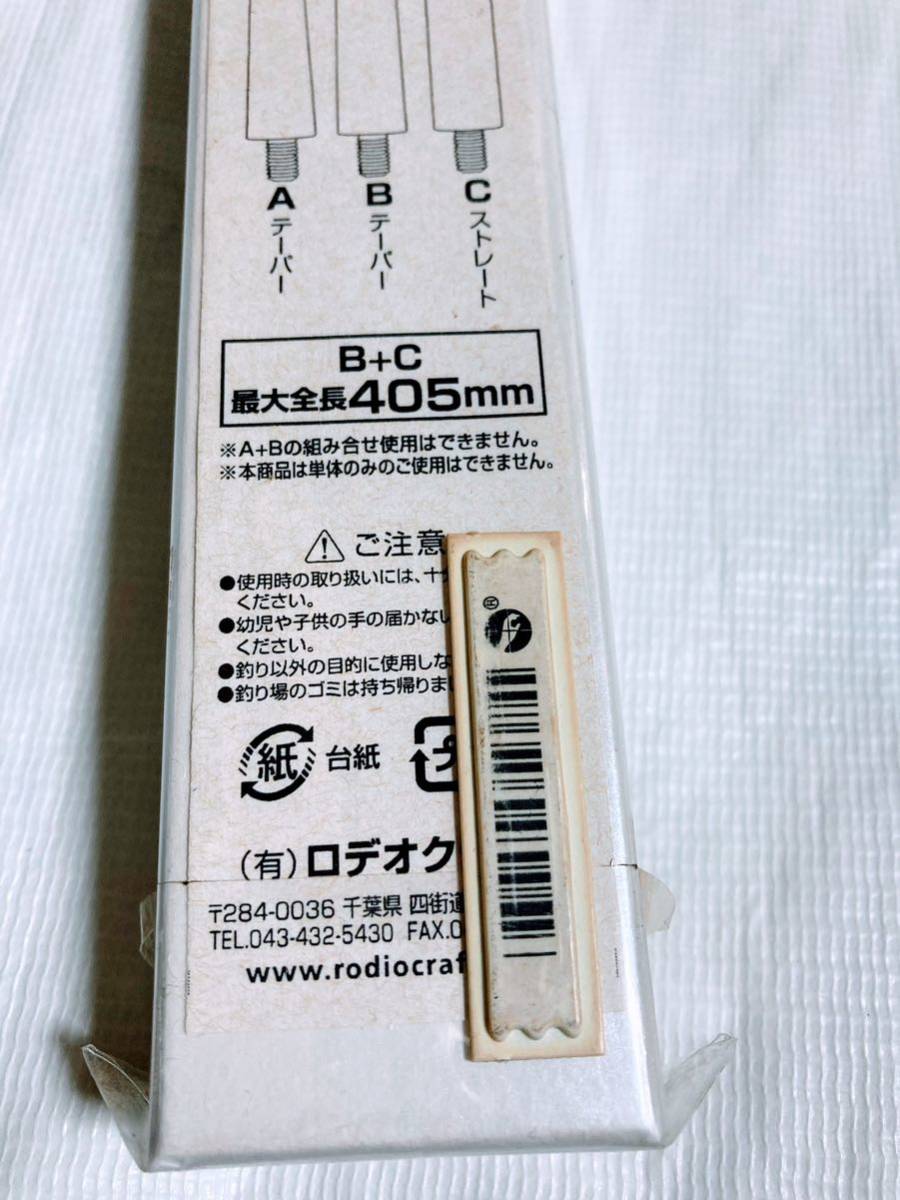 A
テーパー
B
テーパー
C
ストレート
B+C
最大全長405mm
※A+Bの組み合せ使用はできません。
※本商品は単体のみのご使用はできません。
ご注意
●使用時の取り扱いには、十
ください。
●幼児や子供の手の届かない
ください。
●釣り以外の目的に使用しな
●釣り場のゴミは持ち帰りま
紙 台紙
(有)ロデオク
〒284-0036 千葉県 四街道
TEL.043-432-5430 FAX.0
www.rodiocraf
®